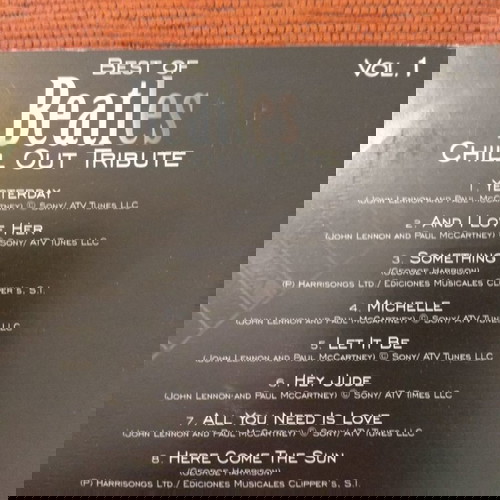 Best of
Vol. 1
Beatles
Chill Out Tribute
1. Yesterday
(John Lennon and Paul McCartney) © Sony/ ATV Tunes LLC
2. And I Love Her
(John Lennon and Paul McCartney) © Sony/ ATV Tunes LLC
3. Something
(George Harrison)
(P) Harrisongs Ltd / Ediciones Musicales Clipper's, S.L.
4. Michelle
(John Lennon and Paul McCartney) © Sony/ ATV Tunes LLC
5. Let It Be
(John Lennon and Paul McCartney) © Sony/ ATV Tunes LLC
6. Hey Jude
(John Lennon and Paul McCartney) © Sony/ ATV Times LLC
7. All You Need Is Love
(John Lennon and Paul McCartney) © Sony/ ATV Tunes LLC
8. Here Come The Sun
(George Harrison)
(P) Harrisongs Ltd. / Ediciones Musicales Clipper's, S.L.